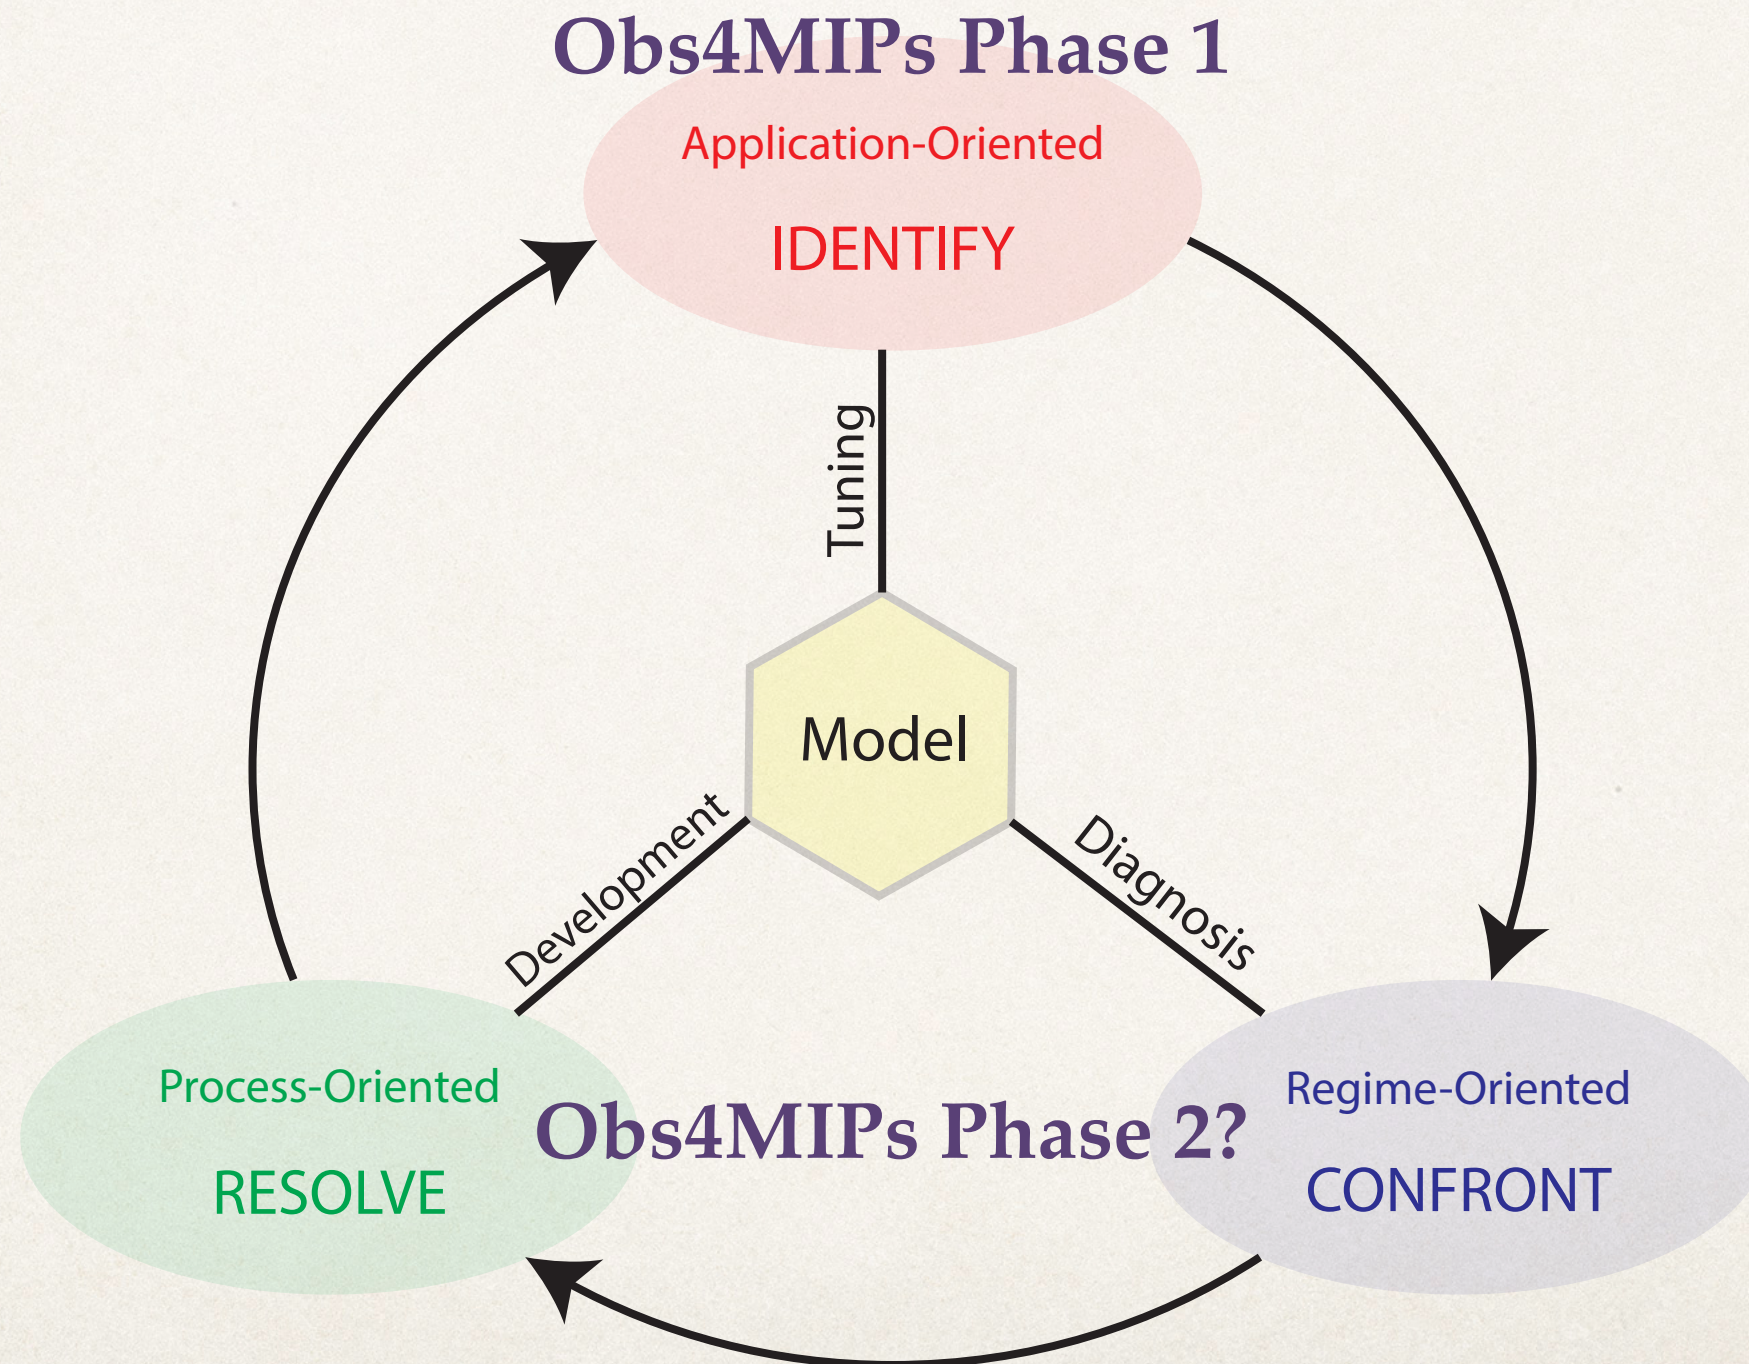 Obs4MIPs Phase 1
Application-Oriented
IDENTIFY
Tuning
Model
Development
Diagnosis
Process-Oriented
RESOLVE
Obs4MIPs Phase 2?
Regime-Oriented
CONFRONT